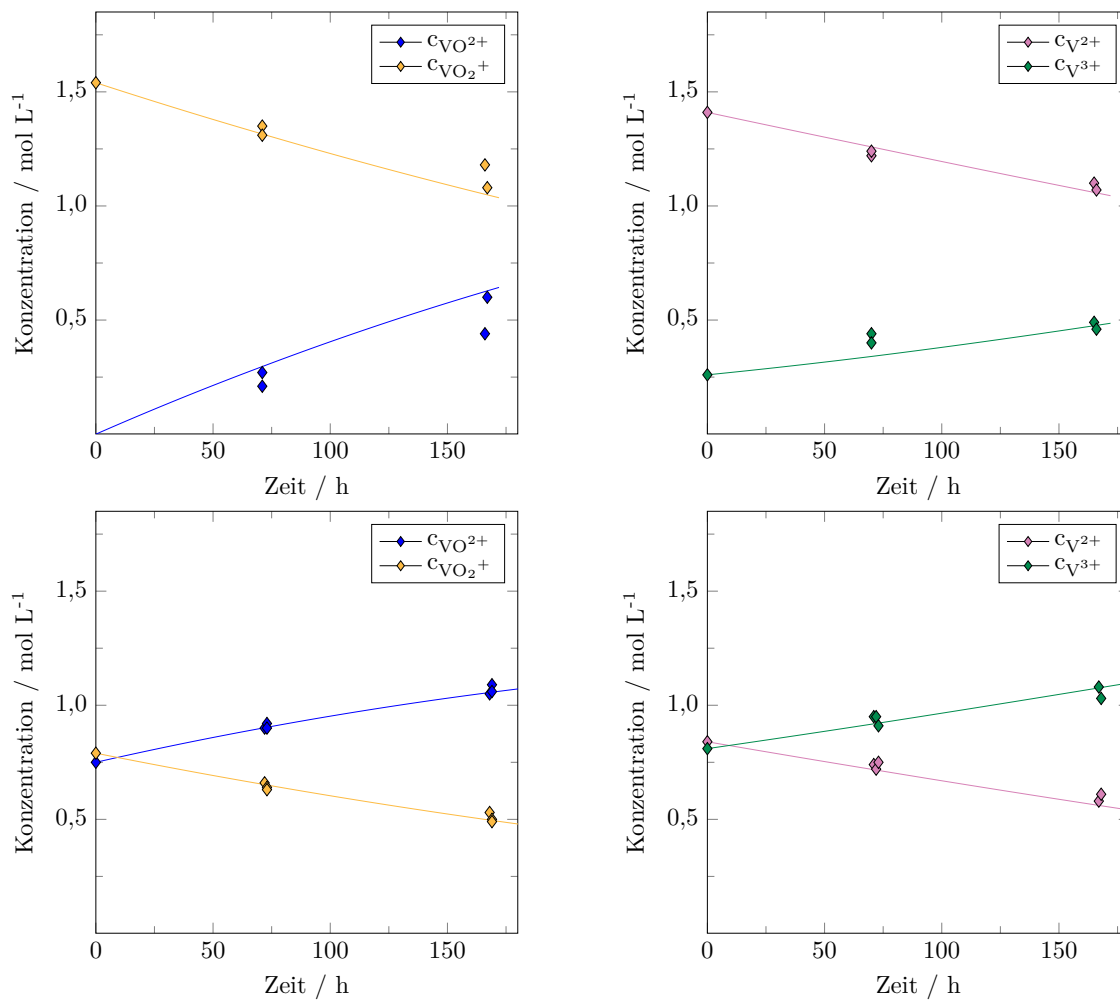 c_VO²⁺
c_VO₂⁺
1,5
1,0
0,5
Konzentration / mol L⁻¹
0 50 100 150
Zeit / h
c_V²⁺
c_V³⁺
1,5
1,0
0,5
Konzentration / mol L⁻¹
0 50 100 150
Zeit / h
c_VO²⁺
c_VO₂⁺
1,5
1,0
0,5
Konzentration / mol L⁻¹
0 50 100 150
Zeit / h
c_V²⁺
c_V³⁺
1,5
1,0
0,5
Konzentration / mol L⁻¹
0 50 100 150
Zeit / h